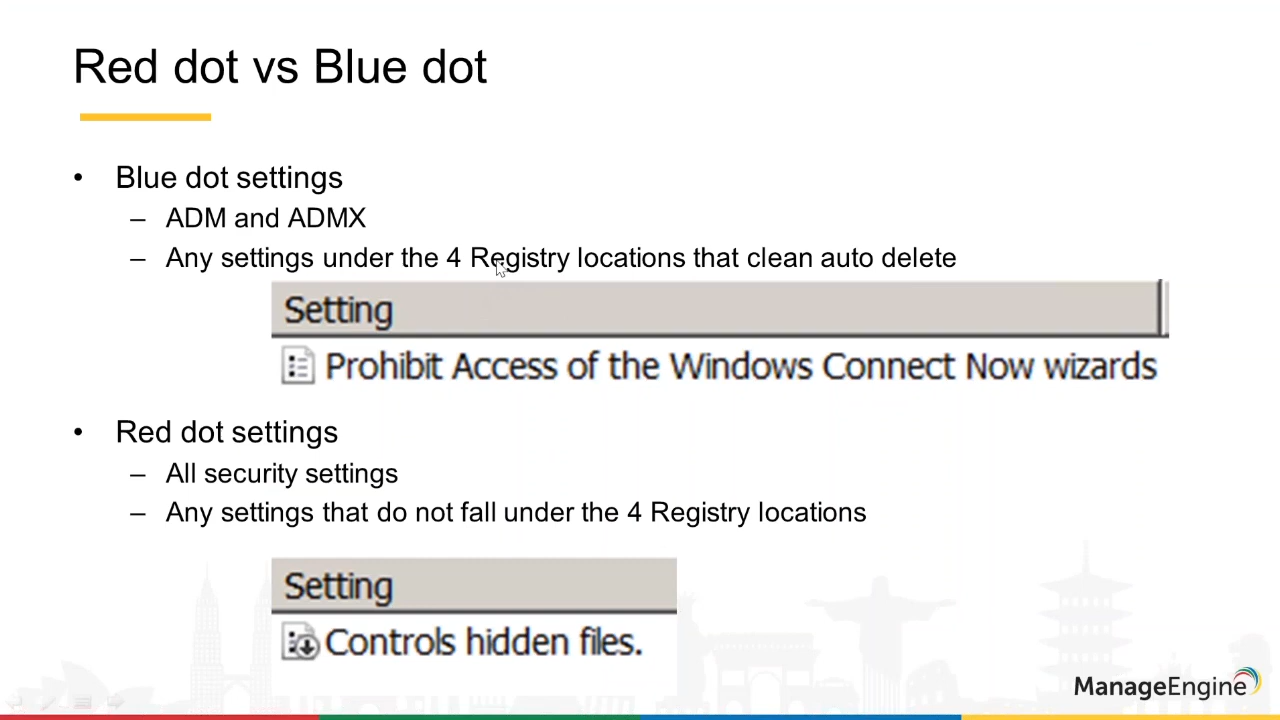 Red dot vs Blue dot
• Blue dot settings
– ADM and ADMX
– Any settings under the 4 Registry locations that clean auto delete
Setting
Prohibit Access of the Windows Connect Now wizards
• Red dot settings
– All security settings
– Any settings that do not fall under the 4 Registry locations
Setting
Controls hidden files.
ManageEngine